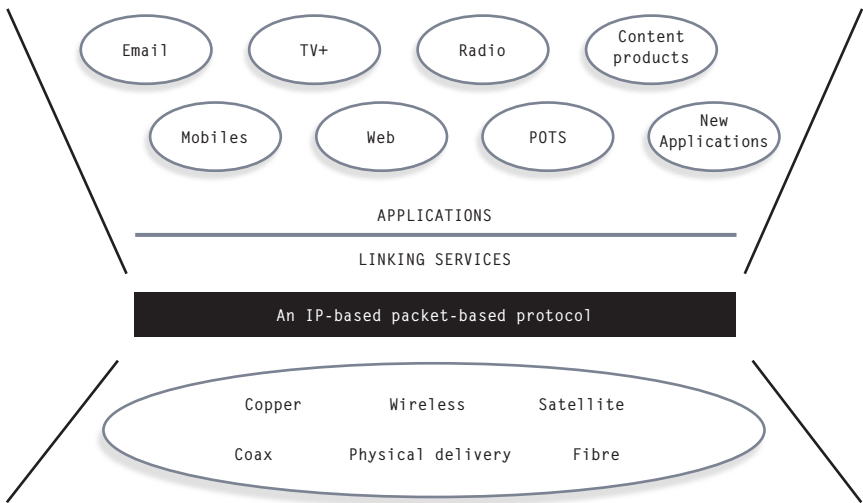 Email
TV+
Radio
Content
products
Mobiles
Web
POTS
New
Applications
APPLICATIONS
LINKING SERVICES
An IP-based packet-based protocol
Copper
Wireless
Satellite
Coax
Physical delivery
Fibre